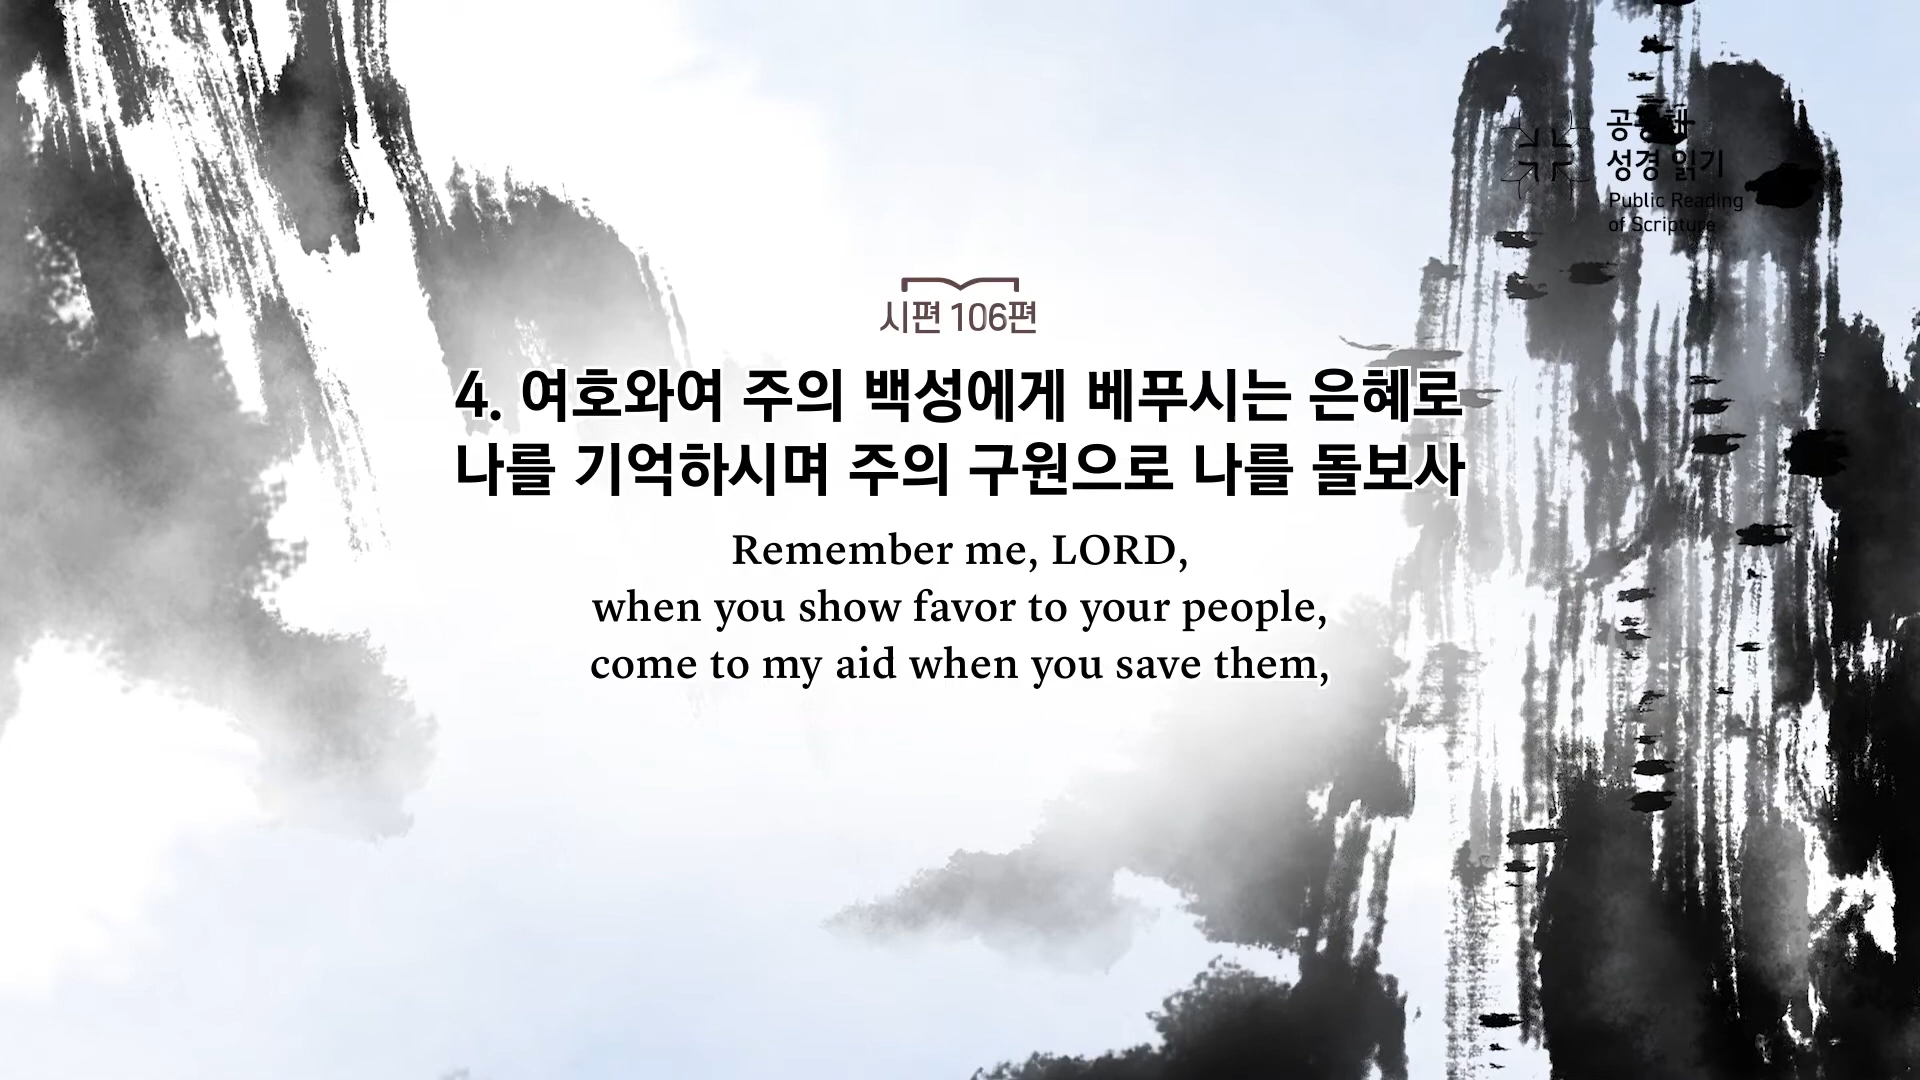 공동체
성경 읽기
Public Reading
of Scripture
시편 106편
4. 여호와여 주의 백성에게 베푸시는 은혜로
나를 기억하시며 주의 구원으로 나를 돌보사
Remember me, LORD,
when you show favor to your people,
come to my aid when you save them,